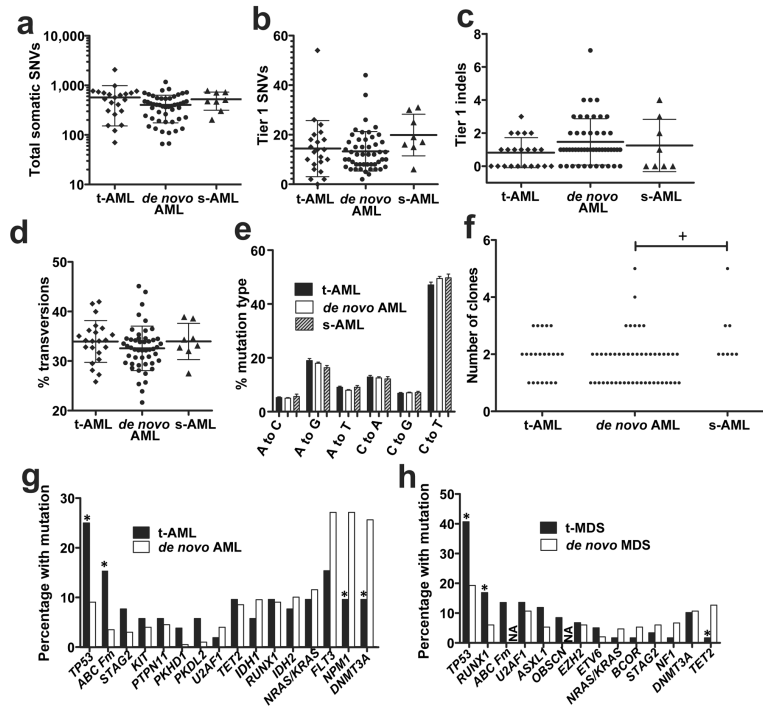 a
Total somatic SNVs
10,000
1,000
100
10
t-AML
de novo AML
s-AML
b
Tier 1 SNVs
60
40
20
0
t-AML
de novo AML
s-AML
c
Tier 1 indels
8
6
4
2
0
t-AML
de novo AML
s-AML
d
% transversions
50
40
30
20
t-AML
de novo AML
s-AML
e
% mutation type
60
40
20
0
t-AML
de novo AML
s-AML
A to C
A to G
A to T
C to A
C to G
C to T
f
Number of clones
6
4
2
0
+
t-AML
de novo AML
s-AML
g
Percentage with mutation
30
20
10
0
t-AML
de novo AML
*
*
*
*
TP53
ABC Fm
STAG2
KIT
PTPN11
PKHD1
PKDL2
U2AF1
TET2
IDH1
RUNX1
IDH2
NRAS/KRAS
FLT3
NPM1
DNMT3A
h
Percentage with mutation
50
40
30
20
10
0
t-MDS
de novo MDS
*
*
NA
NA
*
TP53
RUNX1
ABC Fm
U2AF1
ASXL1
OBSCN
EZH2
ETV6
NRAS/KRAS
BCOR
STAG2
NF1
DNMT3A
TET2